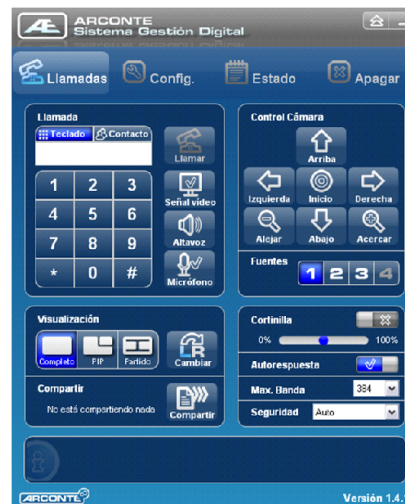 ARCONTE
Sistema Gestión Digital
Llamadas
Config.
Estado
Apagar
Llamada
Teclado
Contacto
Llamar
1 2 3
4 5 6
7 8 9
* 0 #
Señal vídeo
Altavoz
Micrófono
Control Cámara
Arriba
Izquierda
Inicio
Derecha
Alejar
Abajo
Acercar
Fuentes
1 2 3 4
Visualización
Completo
PIP
Partido
Cambiar
Compartir
No está compartiendo nada
Compartir
Cortinilla
0% 100%
Autorespuesta
Max. Banda
384
Seguridad
Auto
ARCONTE
Versión 1.4.